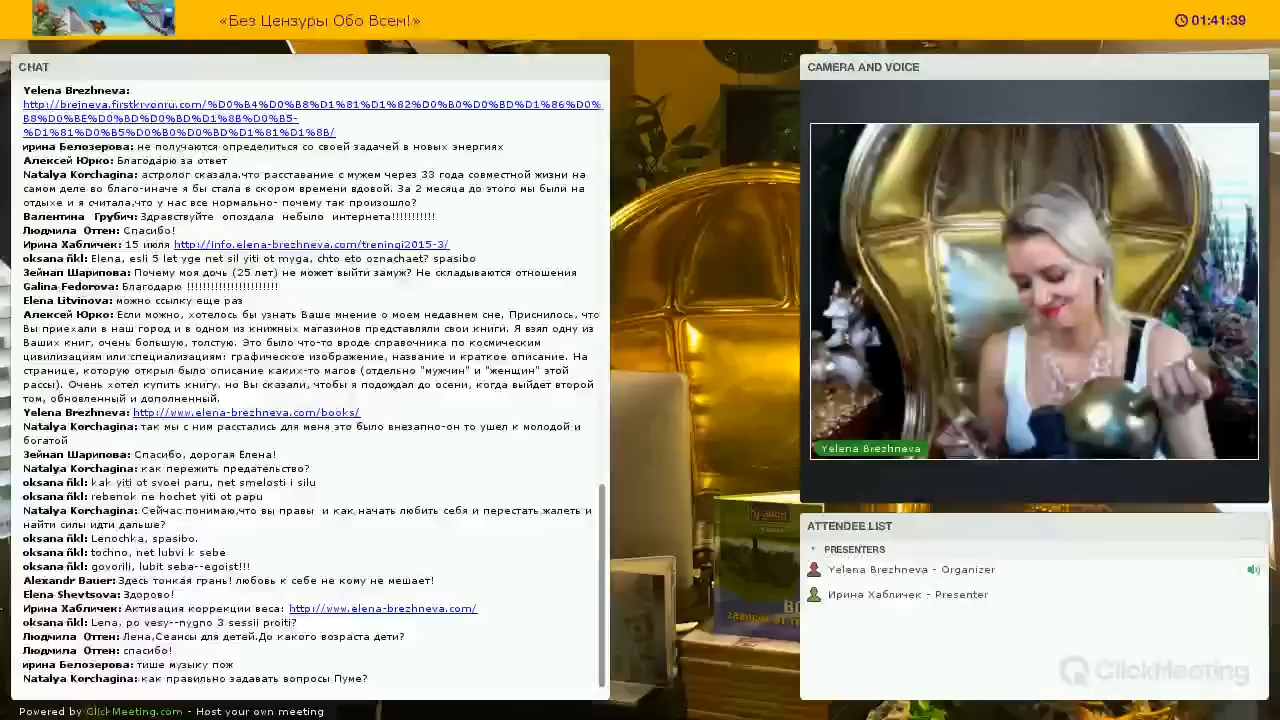 «Без Цензуры Обо Всем!»
01:41:39
CHAT
Yelena Brezhneva:
http://brejneva.firstkrvonru.com/%D0%B4%D0%B8%D1%81%D1%82%D0%B0%D0%BD%D1%86%D0%
B8%D0%BE%D0%BD%D0%BD%D1%8B%D0%B5-
%D1%81%D0%B5%D0%B0%D0%BD%D1%81%D1%8B/
ирина Белозерова: не получаются определиться со своей задачей в новых энергиях
Алексей Юрко: Благодарю за ответ
Natalya Korchagina: астролог сказала.что расставание с мужем через 33 года совместной жизни на
самом деле во благо-иначе я бы стала в скором времени вдовой. За 2 месяца до этого мы были на
отдыхе и я считала,что у нас все нормально- почему так произошло?
Валентина Грубич: Здравствуйте опоздала небыло интернета!!!!!!!!!!!
Людмила Оттен: Спасибо!
Ирина Хабличек: 15 июля http://info.elena-brezhneva.com/treningi2015-3/
oksana ñkl: Elena, esli 5 let yge net sil yiti ot myga, chto eto oznachaet? spasibo
Зейнап Шарипова: Почему моя дочь (25 лет) не может выйти замуж? Не складываются отношения
Galina Fedorova: Благодарю !!!!!!!!!!!!!!!!!!!!!!!
Elena Litvinova: можно ссылку еще раз
Алексей Юрко: Если можно, хотелось бы узнать Ваше мнение о моем недавнем сне. Приснилось, что
Вы приехали в наш город и в одном из книжных магазинов представляли свои книги. Я взял одну из
Ваших книг, очень большую, толстую. Это было что-то вроде справочника по космическим
цивилизациям или специализациям: графическое изображение, название и краткое описание. На
странице, которую открыл было описание каких-то магов (отдельно "мужчин" и "женщин" этой
рассы). Очень хотел купить книгу, но Вы сказали, чтобы я подождал до осени, когда выйдет второй
том, обновленный и дополненный.
Yelena Brezhneva: http://www.elena-brezhneva.com/books/
Natalya Korchagina: так мы с ним расстались для меня это было внезапно-он то ушел к молодой и
богатой
Зейнап Шарипова: Спасибо, дорогая Елена!
Natalya Korchagina: как пережить предательство?
oksana ñkl: kak yiti ot svoei paru, net smelosti i silu
oksana ñkl: rebenok ne hochet yiti ot papu
Natalya Korchagina: Сейчас понимаю,что вы правы и как начать любить себя и перестать жалеть и
найти силы идти дальше?
oksana ñkl: Lenochka, spasibo.
oksana ñkl: tochno, net lubvi k sebe
oksana ñkl: govorili, lubit seba--egoist!!!
Alexandr Bauer: Здесь тонкая грань! любовь к себе не кому не мешает!
Elena Shevtsova: Здорово!
Ирина Хабличек: Активация коррекции веса: http://www.elena-brezhneva.com/
oksana ñkl: Lena, po vesy--nygno 3 sessii proiti?
Людмила Оттен: Лена,Сеансы для детей.До какого возраста дети?
Людмила Оттен: спасибо!
ирина Белозерова: тише музыку пож
Natalya Korchagina: как правильно задавать вопросы Пуме?
Powered by ClickMeeting.com - Host your own meeting
CAMERA AND VOICE
Yelena Brezhneva
ATTENDEE LIST
PRESENTERS
Yelena Brezhneva - Organizer
Ирина Хабличек - Presenter
ClickMeeting